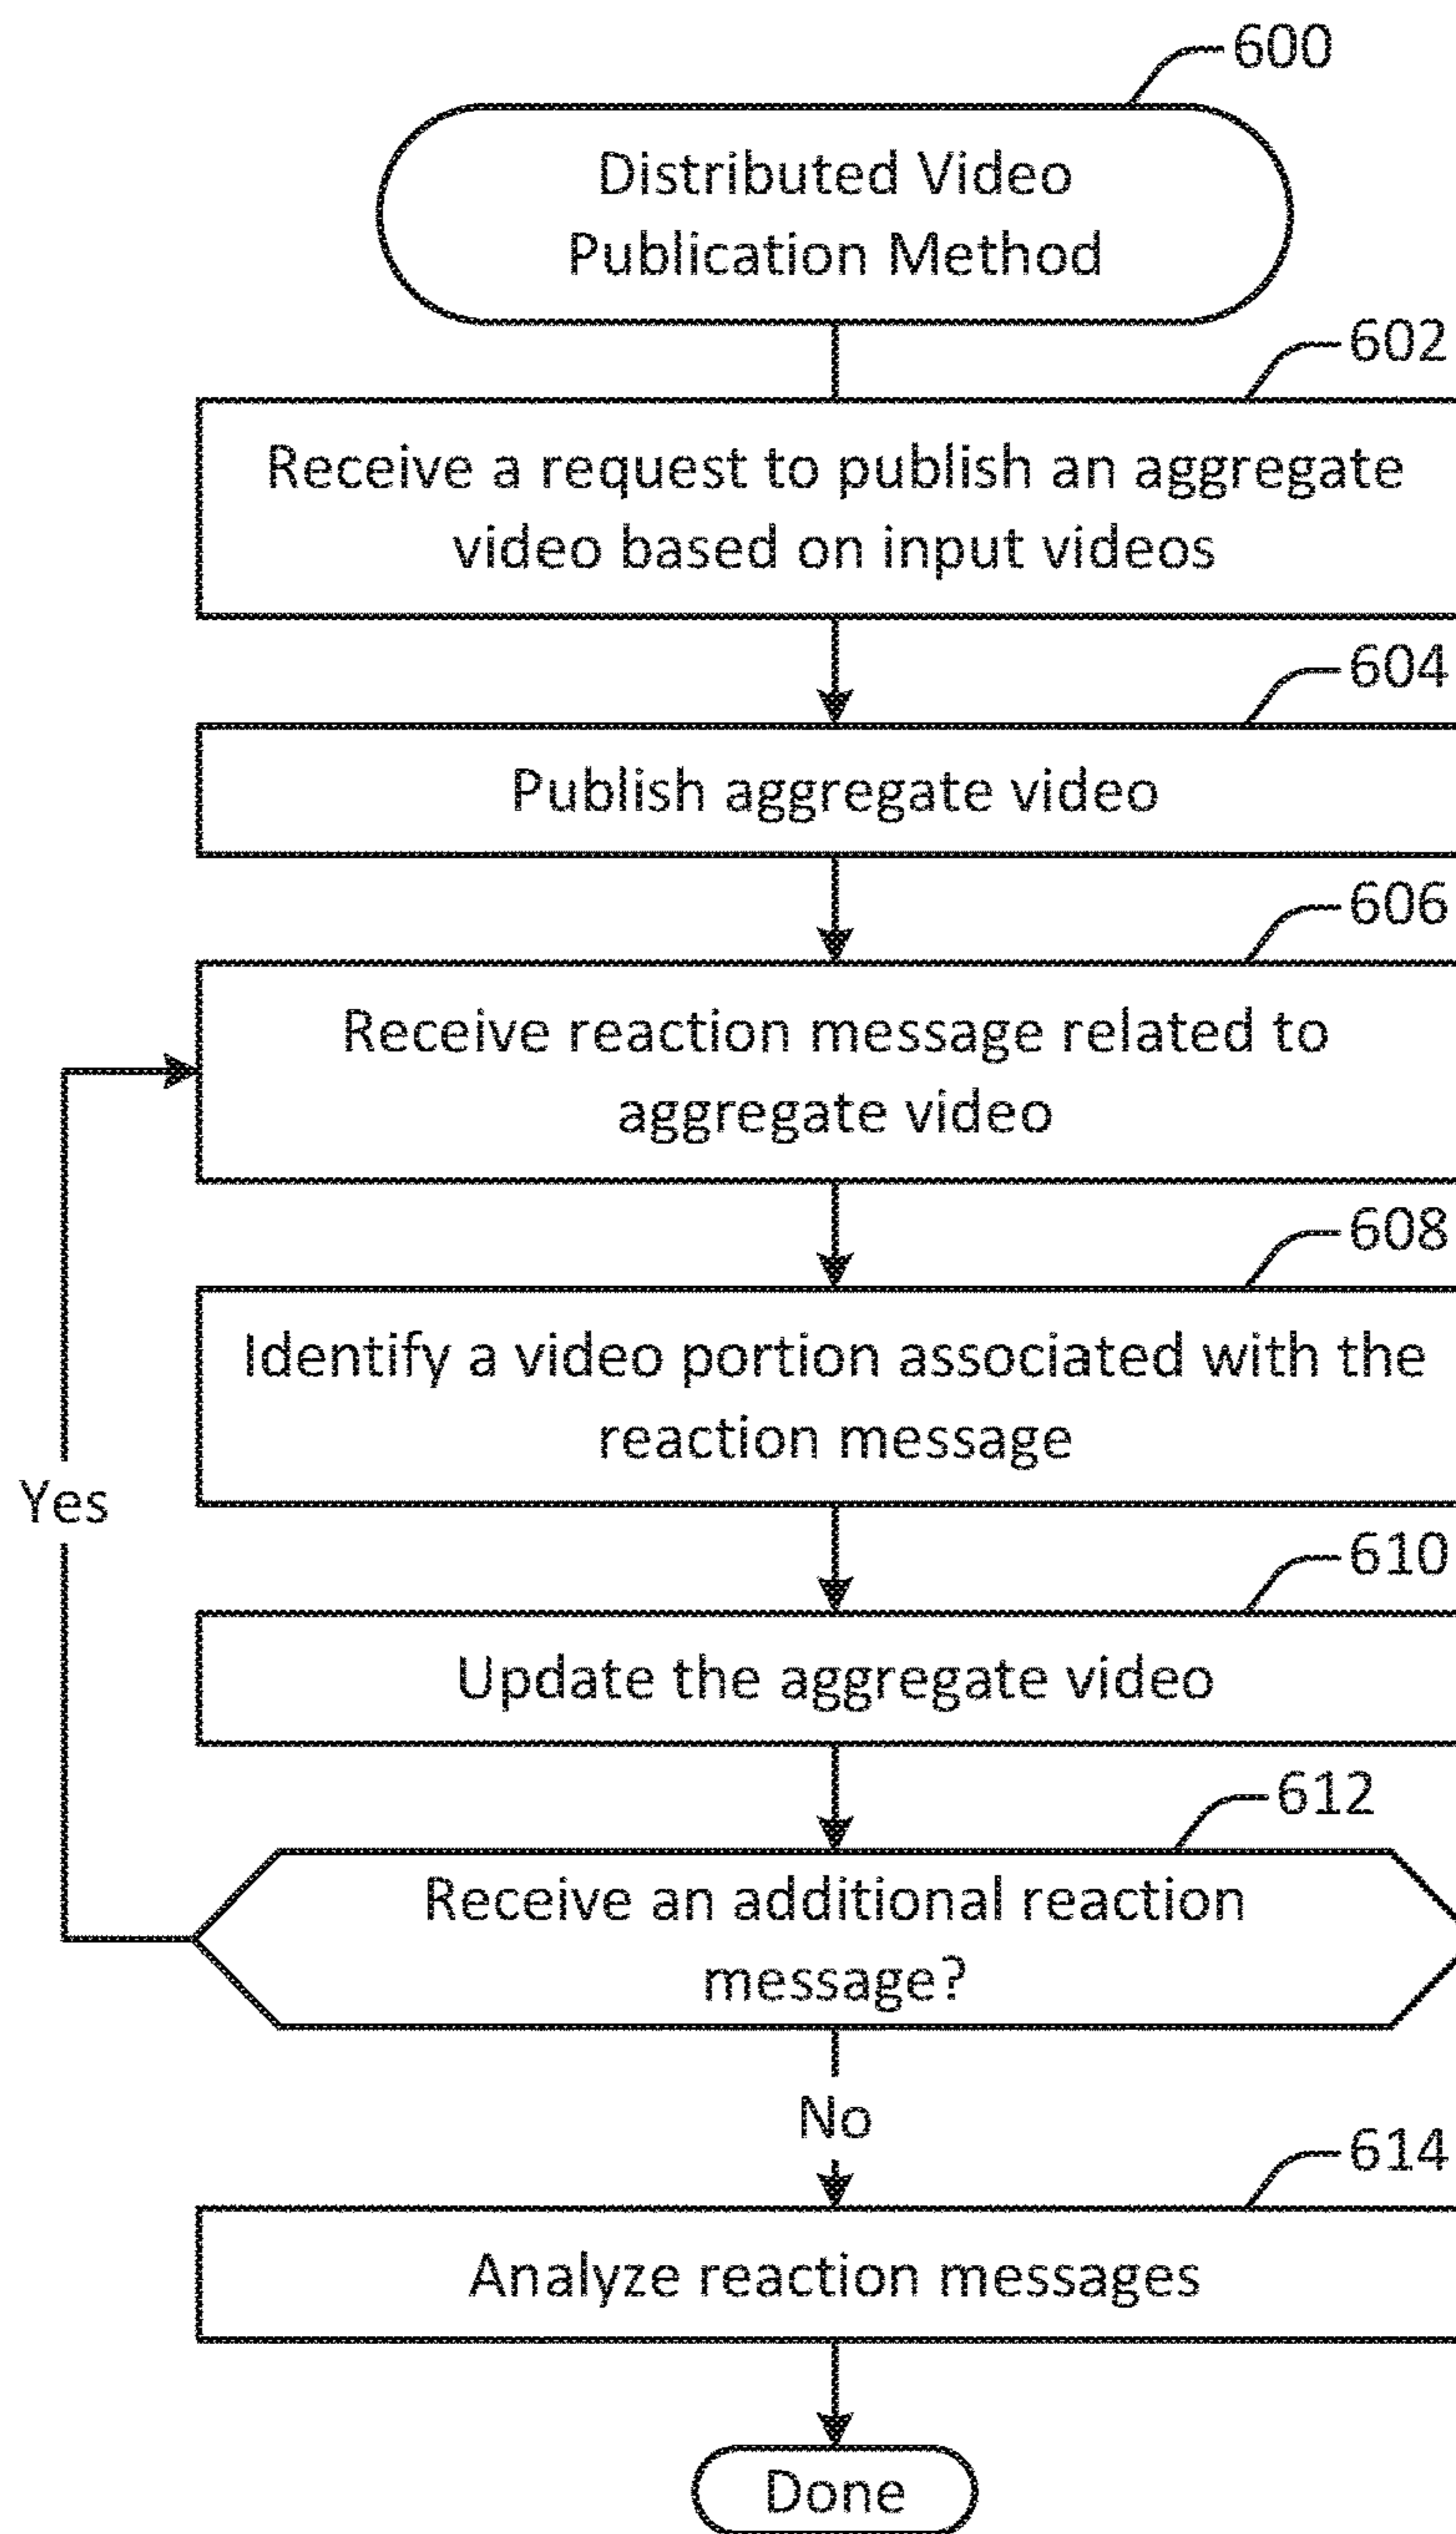 600
Distributed Video
Publication Method
602
Receive a request to publish an aggregate
video based on input videos
604
Publish aggregate video
606
Receive reaction message related to
aggregate video
608
Identify a video portion associated with the
reaction message
Yes
610
Update the aggregate video
612
Receive an additional reaction
message?
No
614
Analyze reaction messages
Done